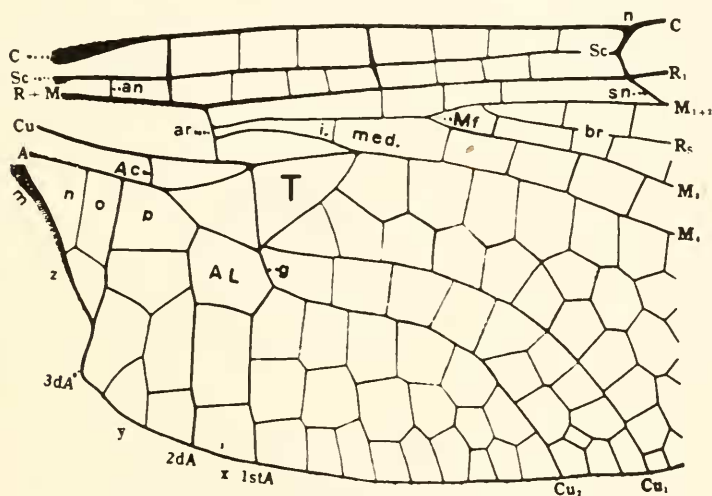 n C
C Sc
Sc an R₁
R + M sn M₁₊₂
ar i. med. Mf br Rₛ
Cu
A Ac M₃
m n o p T M₄
z AL g
3dA
y 2dA x 1stA Cu₂ Cu₁